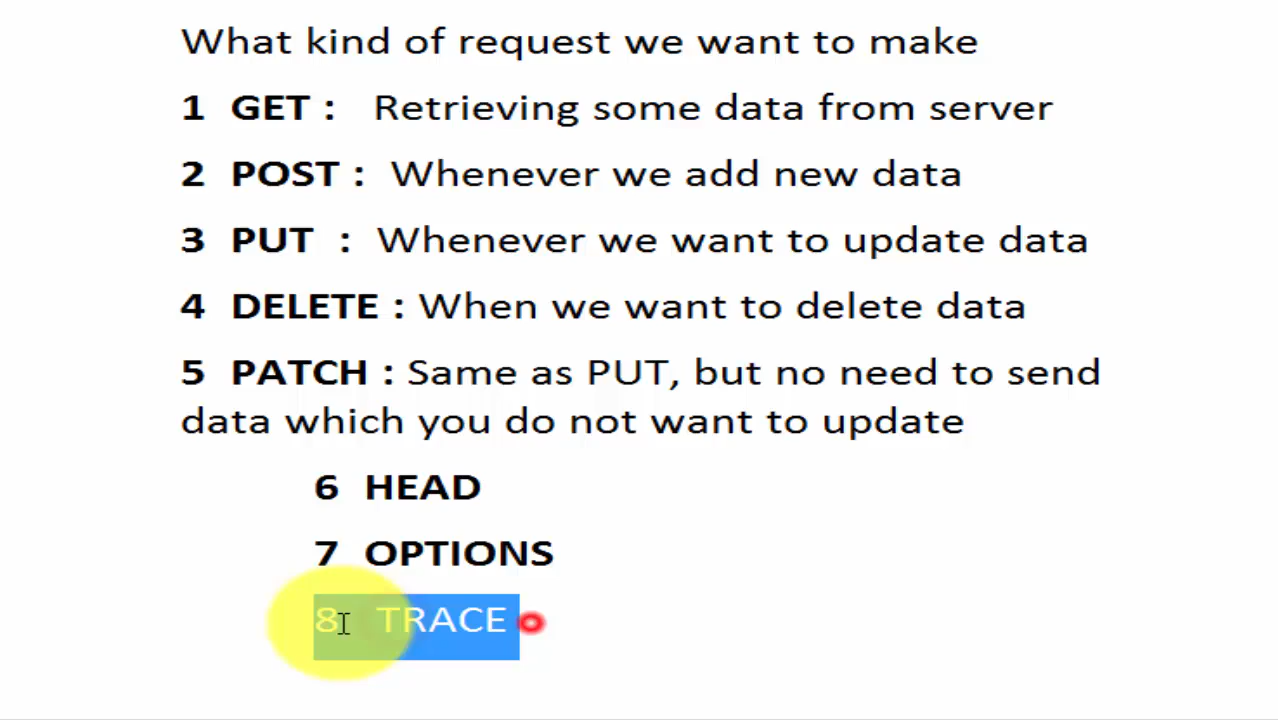 What kind of request we want to make
1 GET : Retrieving some data from server
2 POST : Whenever we add new data
3 PUT : Whenever we want to update data
4 DELETE : When we want to delete data
5 PATCH : Same as PUT, but no need to send
data which you do not want to update
6 HEAD
7 OPTIONS
8 TRACE